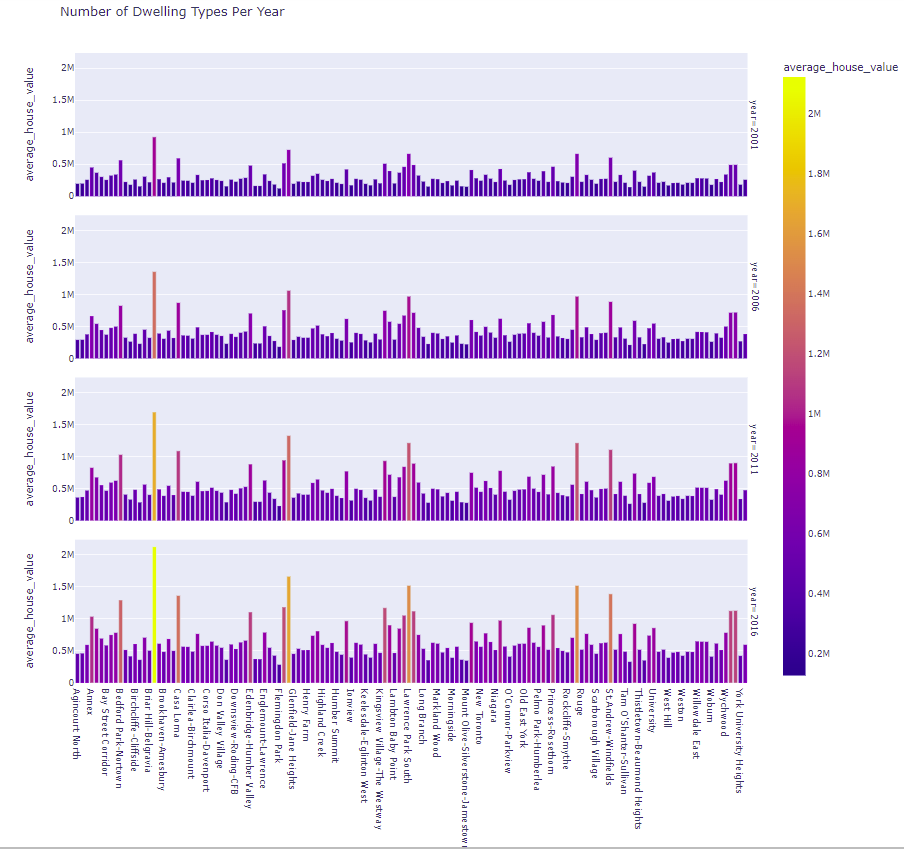 Number of Dwelling Types Per Year
average_house_value
2M
1.5M
1M
0.5M
0
year=2001
average_house_value
2M
1.5M
1M
0.5M
0
year=2006
average_house_value
2M
1.5M
1M
0.5M
0
year=2011
average_house_value
2M
1.5M
1M
0.5M
0
year=2016
Agincourt North
Annex
Bay Street Corridor
Bedford Park-Nortown
Birchcliffe-Cliffside
Briar Hill-Belgravia
Brookhaven-Amesbury
Casa Loma
Clairlea-Birchmount
Corso Italia-Davenport
Don Valley Village
Downsview-Roding-CFB
Edenbridge-Humber Valley
Englemount-Lawrence
Flemingdon Park
Glenfield-Jane Heights
Henry Farm
Highland Creek
Humber Summit
Ionview
Keelesdale-Eglinton West
Kingsview Village-The Westway
Lambton Baby Point
Lawrence Park South
Long Branch
Markland Wood
Morningside
Mount Olive-Silverstone-Jamestown
New Toronto
Niagara
O'Connor-Parkview
Old East York
Pelmo Park-Humberlea
Princess-Rosethorn
Rockcliffe-Smythe
Rouge
Scarborough Village
St.Andrew-Windfields
Tam O'Shanter-Sullivan
Thistletown-Beaumond Heights
University
West Hill
Weston
Willowdale East
Woburn
Wychwood
York University Heights
average_house_value
2M
1.8M
1.6M
1.4M
1.2M
1M
0.8M
0.6M
0.4M
0.2M